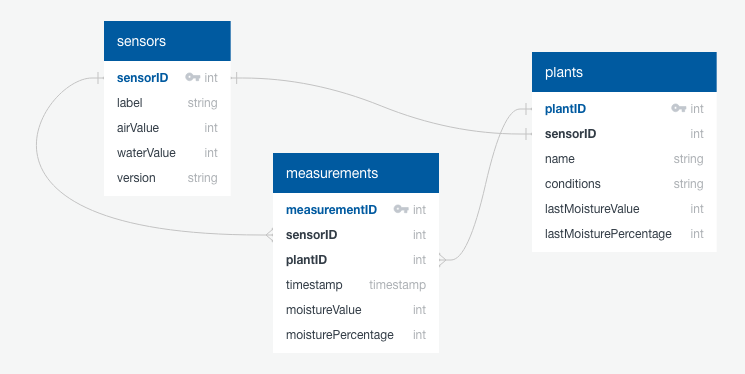 sensors
sensorID int
label string
airValue int
waterValue int
version string
measurements
measurementID int
sensorID int
plantID int
timestamp timestamp
moistureValue int
moisturePercentage int
plants
plantID int
sensorID int
name string
conditions string
lastMoistureValue int
lastMoisturePercentage int